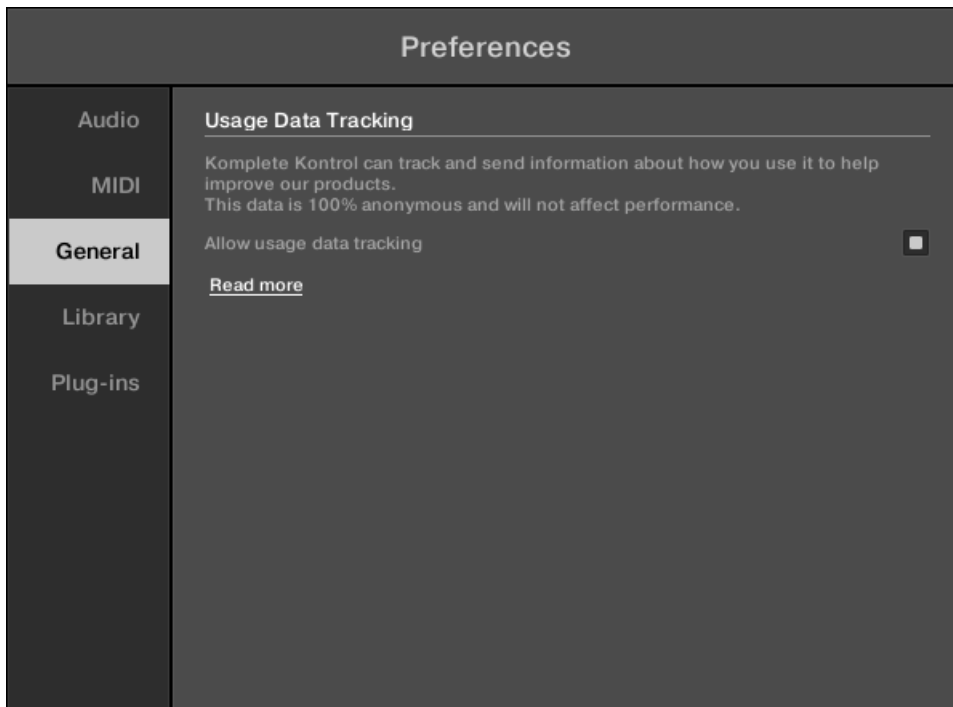 Preferences
Audio
MIDI
General
Library
Plug-ins
Usage Data Tracking
Komplete Kontrol can track and send information about how you use it to help
improve our products.
This data is 100% anonymous and will not affect performance.
Allow usage data tracking
Read more